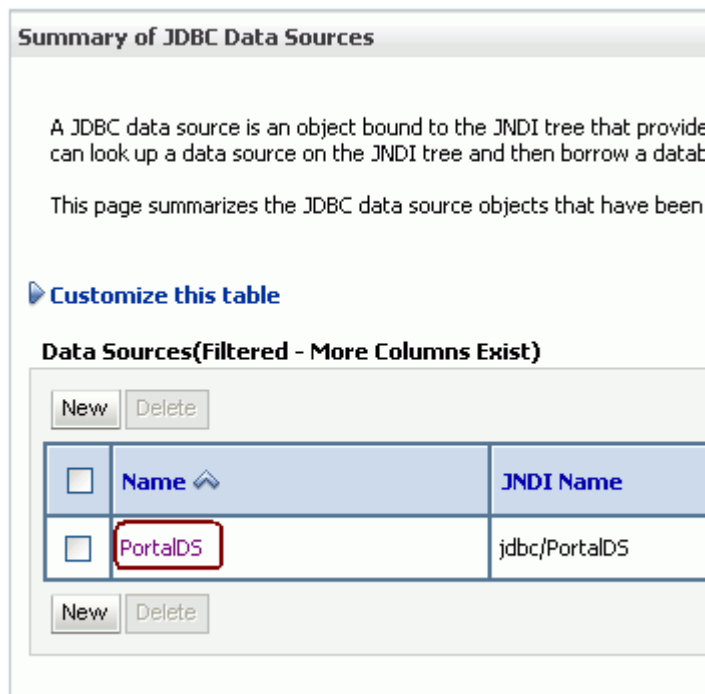 Summary of JDBC Data Sources
A JDBC data source is an object bound to the JNDI tree that provide
can look up a data source on the JNDI tree and then borrow a datab
This page summarizes the JDBC data source objects that have been
Customize this table
Data Sources(Filtered - More Columns Exist)
New Delete
Name JNDI Name
PortalDS jdbc/PortalDS
New Delete